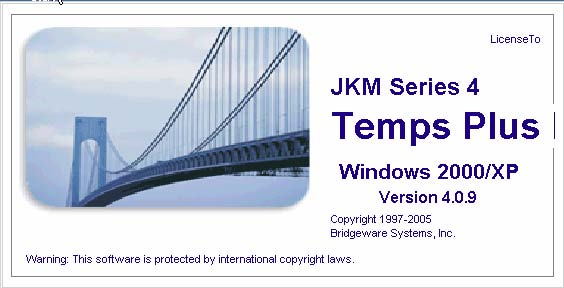 LicenseTo
JKM Series 4
Temps Plus
Windows 2000/XP
Version 4.0.9
Copyright 1997-2005
Bridgeware Systems, Inc.
Warning: This software is protected by international copyright laws.